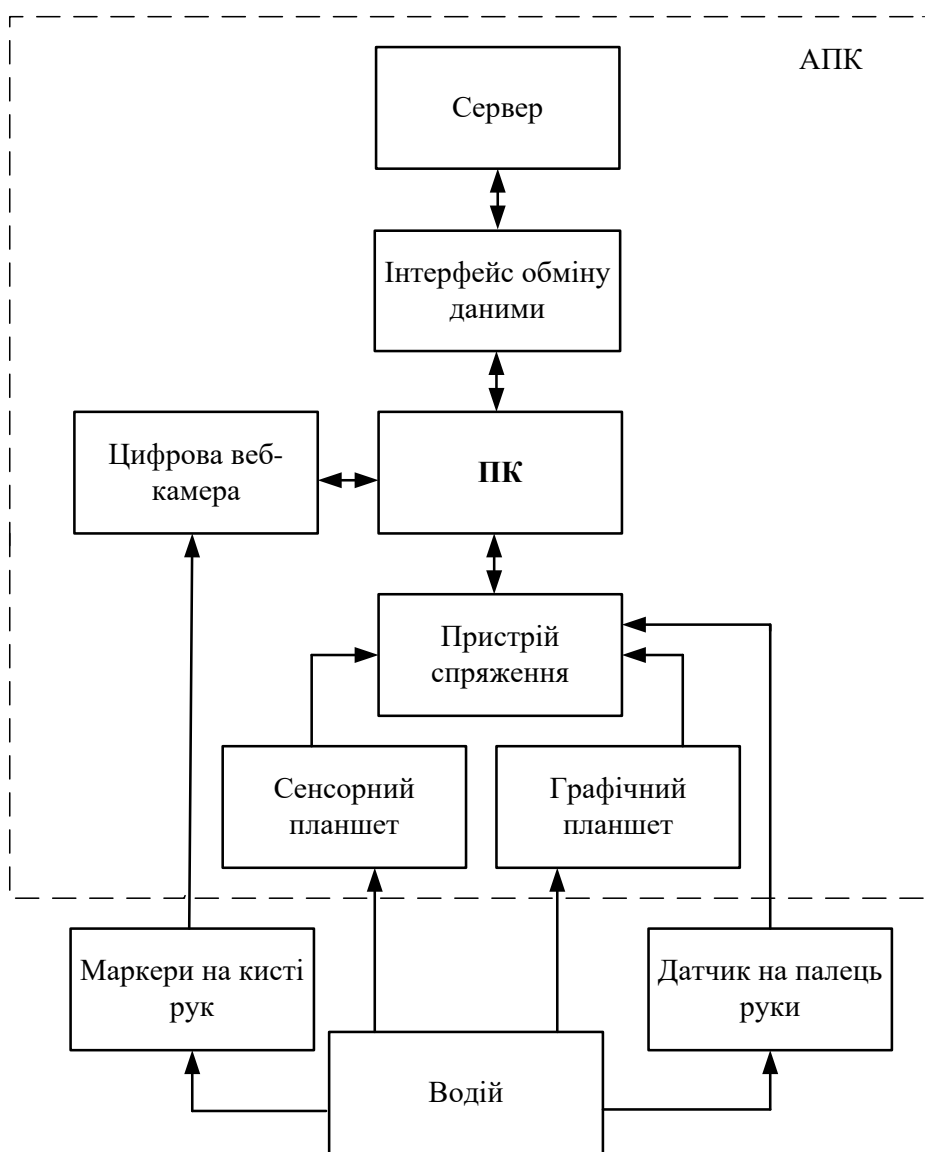 АПК
Сервер
Інтерфейс обміну
даними
Цифрова веб-
камера
ПК
Пристрій
спряження
Сенсорний
планшет
Графічний
планшет
Маркери на кисті
рук
Датчик на палець
руки
Водій